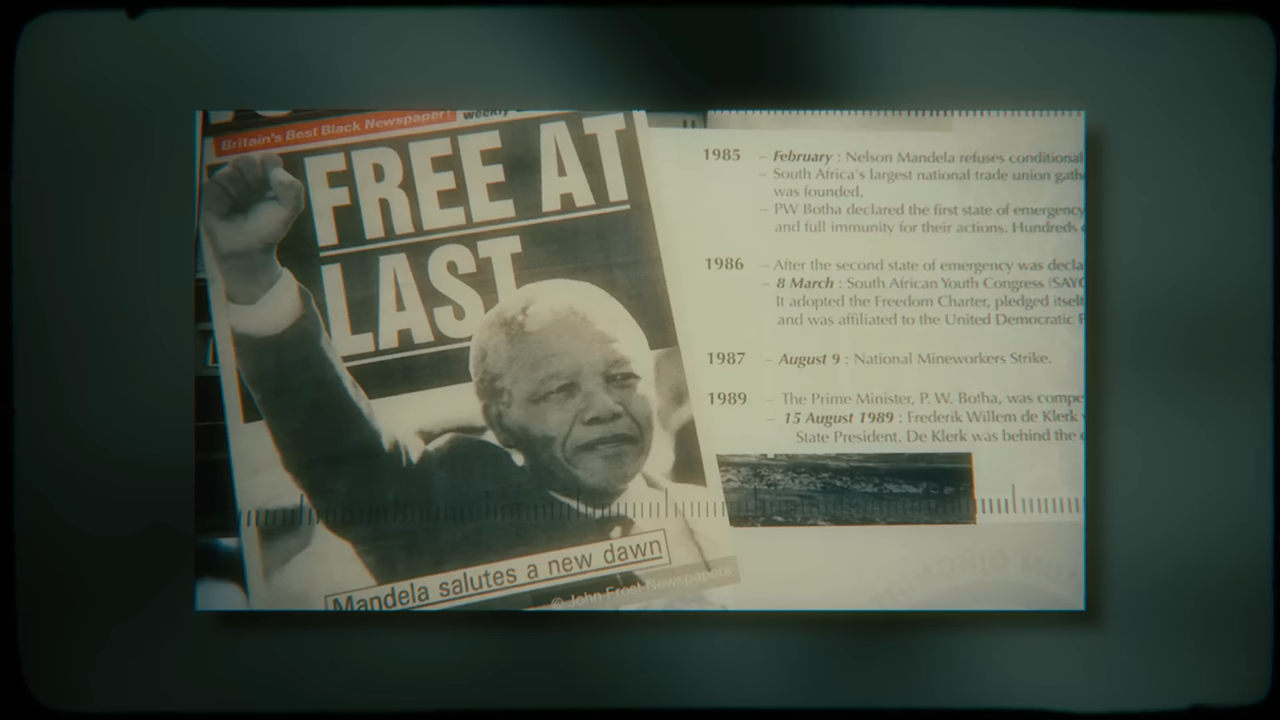 Britain's Best Black Newspaper!
weekly
FREE AT
LAST
Mandela salutes a new dawn
© John Frost Newspapers
1985 – February : Nelson Mandela refuses conditional
– South Africa's largest national trade union gath
was founded.
– PW Botha declared the first state of emergency
and full immunity for their actions. Hundreds
1986 – After the second state of emergency was decla
– 8 March : South African Youth Congress (SAYC
It adopted the Freedom Charter, pledged itself
and was affiliated to the United Democratic F
1987 – August 9 : National Mineworkers Strike.
1989 – The Prime Minister, P. W. Botha, was compe
– 15 August 1989 : Frederik Willem de Klerk
State President. De Klerk was behind the